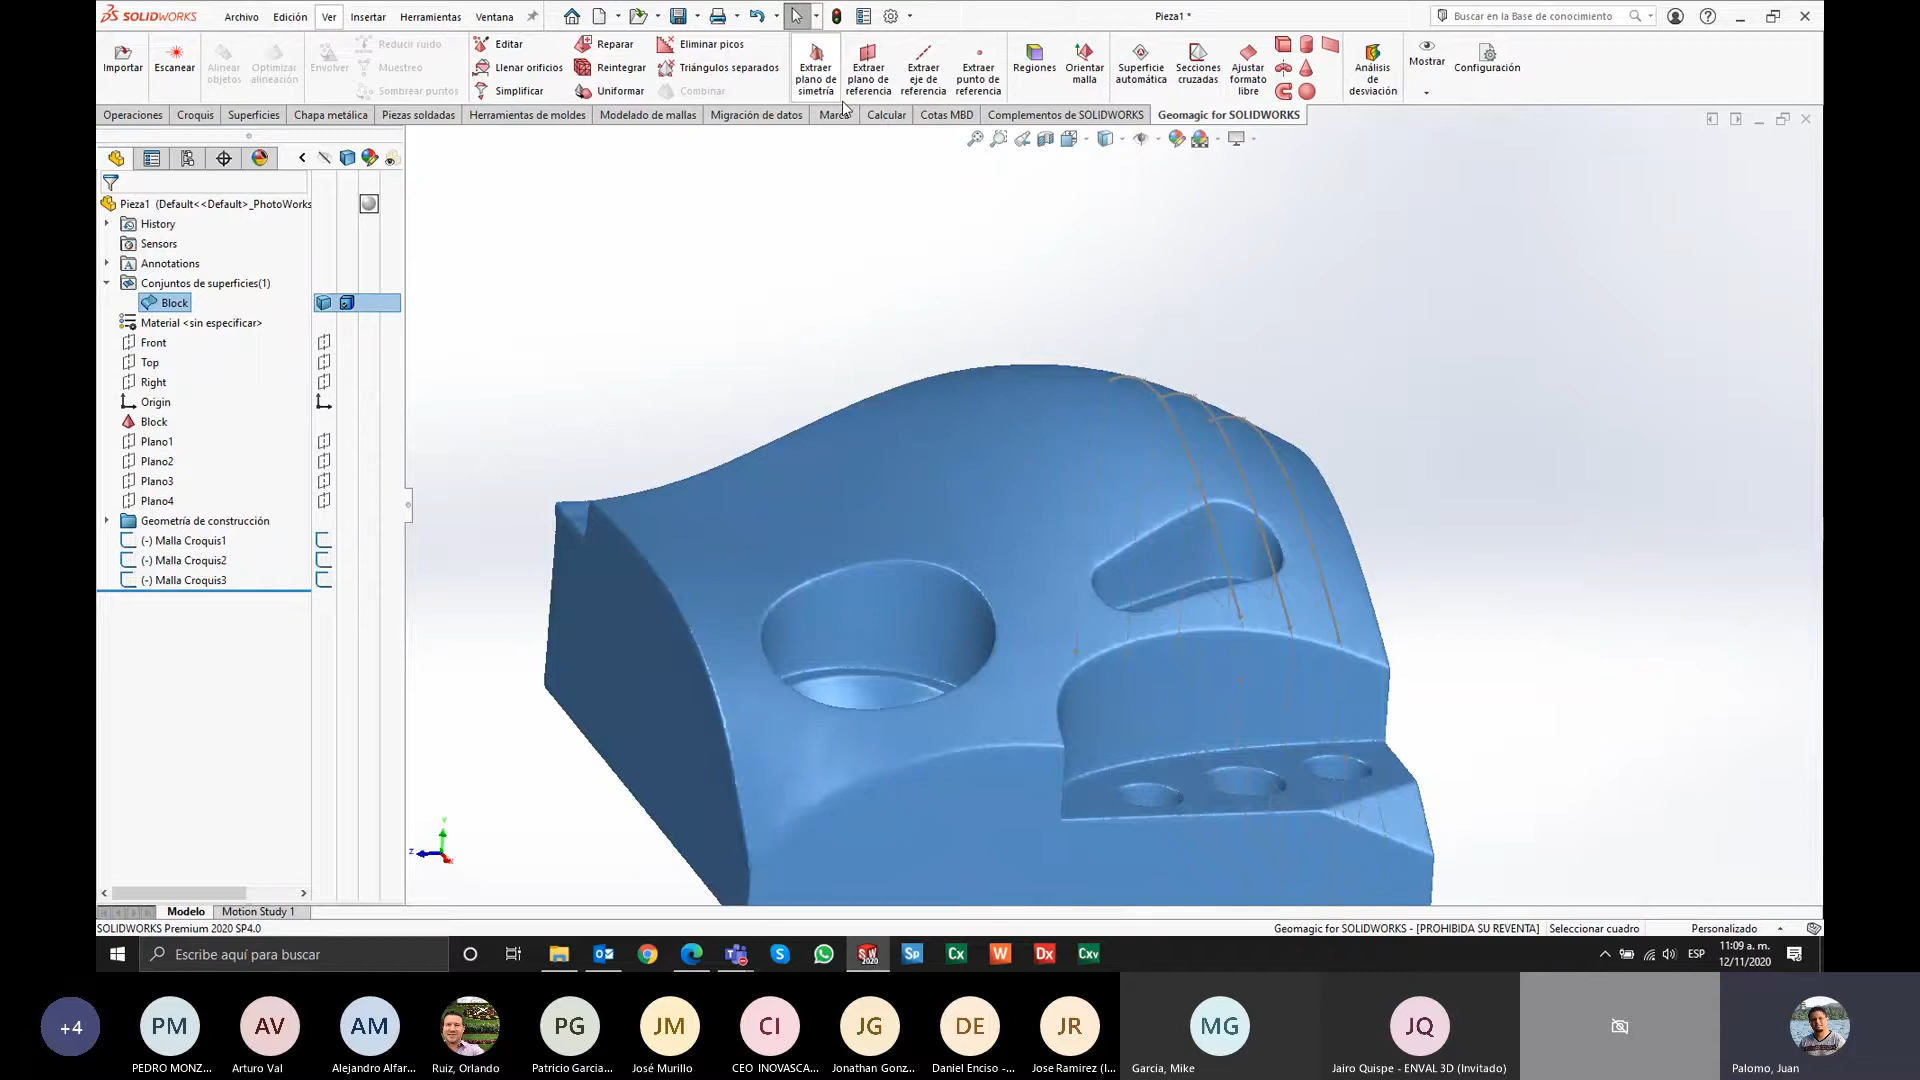 SOLIDWORKS
Archivo Edición Ver Insertar Herramientas Ventana
Pieza1 *
Buscar en la Base de conocimiento
Importar
Escanear
Alinear objetos
Optimizar alineación
Envolver
Reducir ruido
Muestreo
Sombrear puntos
Editar
Llenar orificios
Simplificar
Reparar
Reintegrar
Uniformar
Eliminar picos
Triángulos separados
Combinar
Extraer plano de simetría
Extraer plano de referencia
Extraer eje de referencia
Extraer punto de referencia
Regiones
Orientar malla
Superficie automática
Secciones cruzadas
Ajustar formato libre
Análisis de desviación
Mostrar
Configuración
Operaciones Croquis Superficies Chapa metálica Piezas soldadas Herramientas de moldes Modelado de mallas Migración de datos Calcular Cotas MBD Complementos de SOLIDWORKS Geomagic for SOLIDWORKS
Pieza1 (Default<<Default>_PhotoWorks
History
Sensors
Annotations
Conjuntos de superficies(1)
Block
Material <sin especificar>
Front
Top
Right
Origin
Block
Plano1
Plano2
Plano3
Plano4
Geometría de construcción
(-) Malla Croquis1
(-) Malla Croquis2
(-) Malla Croquis3
Y
Z
X
Modelo Motion Study 1
SOLIDWORKS Premium 2020 SP4.0
Geomagic for SOLIDWORKS - [PROHIBIDA SU REVENTA] Seleccionar cuadro Personalizado
Escribe aquí para buscar
SW 2020
Sp
Cx
W
Dx
Cxv
ESP
11:09 a. m.
12/11/2020
+4
PM
AV
AM
PG
JM
CI
JG
DE
JR
MG
JQ
PEDRO MONZ...
Arturo Val
Alejandro Alfar...
Ruiz, Orlando
Patricio Garcia...
José Murillo
CEO INOVASCA...
Jonathan Gonz...
Daniel Enciso -...
Jose Ramirez (I...
Garcia, Mike
Jairo Quispe - ENVAL 3D (Invitado)
Palomo, Juan